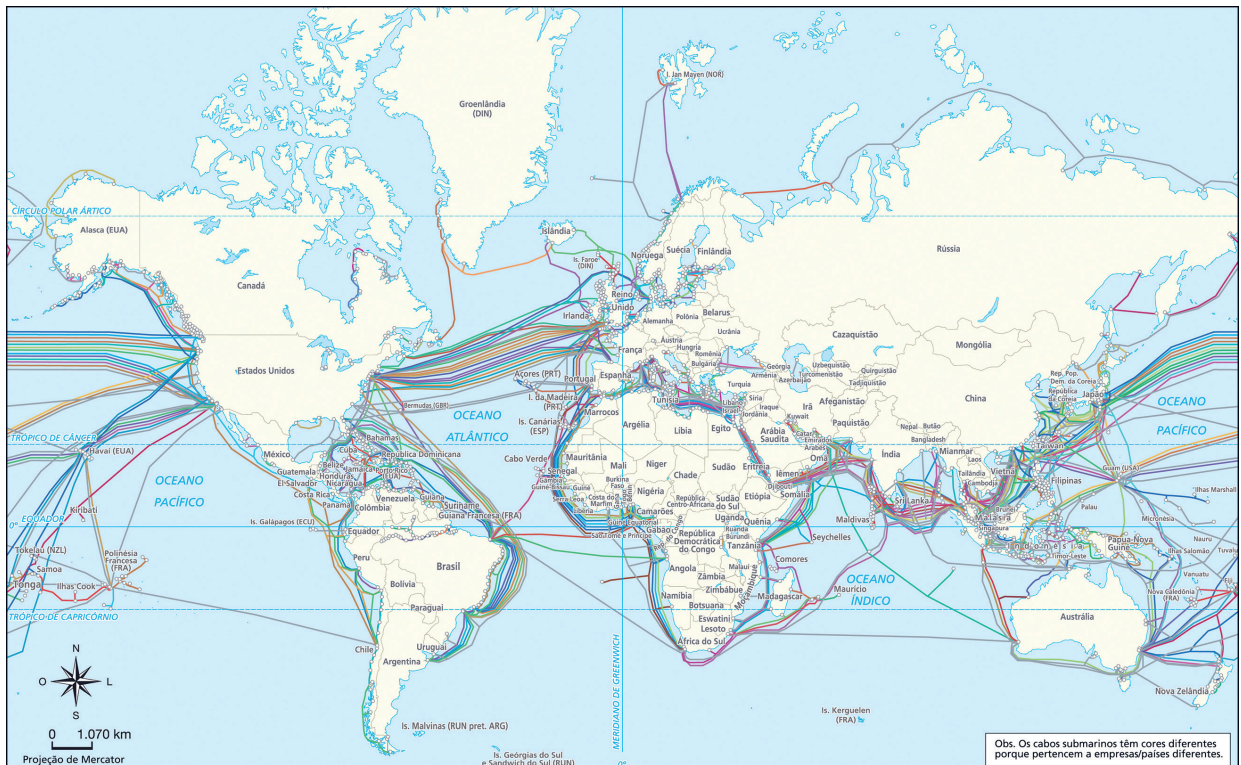 I. Jan Mayen (NOR)
Groenlândia
(DIN)
CÍRCULO POLAR ÁRTICO
Alasca (EUA)
Canadá
Islândia
Is. Faroe
(DIN)
Noruega
Suécia
Finlândia
Rússia
Reino
Unido
Irlanda
Alemanha
Polônia
Belarus
Ucrânia
Áustria
Hungria
Romênia
Bulgária
França
Espanha
Portugal
Açores (PRT)
I. da Madeira
(PRT)
Is. Canárias
(ESP)
Marrocos
Estados Unidos
Bermudas (GBR)
OCEANO
ATLÂNTICO
Cazaquistão
Mongólia
Geórgia
Armênia
Azerbaijão
Uzbequistão
Turcomenistão
Quirguistão
Tadjiquistão
Turquia
Síria
Líbano
Israel
Iraque
Jordânia
Kuwait
Irã
Afeganistão
Paquistão
China
Rep. Pop.
Dem. da Coreia
República
da Coreia
Japão
OCEANO
PACÍFICO
Tunísia
Argélia
Líbia
Egito
Arábia
Saudita
Catar
Emirados
Árabes
Omã
Iêmen
Nepal
Butão
Bangladesh
Índia
Mianmar
Laos
Tailândia
Vietnã
Camboja
Taiwan
Filipinas
Guam (USA)
Ilhas Marshall
Palau
Micronésia
TRÓPICO DE CÂNGER
Havaí (EUA)
México
Bahamas
Cuba
República Dominicana
Jamaica
Porto Rico
(EUA)
Belize
Honduras
Guatemala
El Salvador
Nicarágua
Costa Rica
Panamá
Venezuela
Colômbia
Guiana
Suriname
Guiana Francesa (FRA)
OCEANO
PACÍFICO
Is. Galápagos (ECU)
Equador
Peru
Brasil
Bolívia
Paraguai
Chile
Argentina
Uruguai
Cabo Verde
Mauritânia
Mali
Níger
Chade
Sudão
Eritreia
Senegal
Gâmbia
Guiné-Bissau
Guiné
Serra Leoa
Libéria
Burkina
Faso
Costa do
Marfim
Nigéria
República
Centro-Africana
Sudão
do Sul
Etiópia
Djibouti
Somália
Camarões
Guiné Equatorial
São Tomé e Príncipe
Gabão
Rep. do Congo
República
Democrática
do Congo
Uganda
Quênia
Ruanda
Burundi
Tanzânia
Angola
Zâmbia
Malaui
Moçambique
Zimbábue
Namíbia
Botsuana
Eswatini
Lesoto
África do Sul
Comores
Madagascar
Maurício
Seychelles
Maldivas
Sri Lanka
OCEANO
ÍNDICO
Malásia
Brunei
Singapura
Indonésia
Timor-Leste
Papua-Nova
Guiné
Nauru
Ilhas Salomão
Tuvalu
Vanuatu
Fiji
Nova Caledônia
(FRA)
Austrália
Nova Zelândia
0°
EQUADOR
Kiribati
Tokelau (NZL)
Samoa
Tonga
Ilhas Cook
Polinésia
Francesa
(FRA)
TRÓPICO DE CAPRICÓRNIO
MERIDIANO DE GREENWICH
Is. Malvinas (RUN pret. ARG)
Is. Geórgias do Sul
e Sandwich do Sul (RUN)
0°
Is. Kerguelen
(FRA)
N
O
L
S
0 1.070 km
Projeção de Mercator
Obs. Os cabos submarinos têm cores diferentes
porque pertencem a empresas/países diferentes.